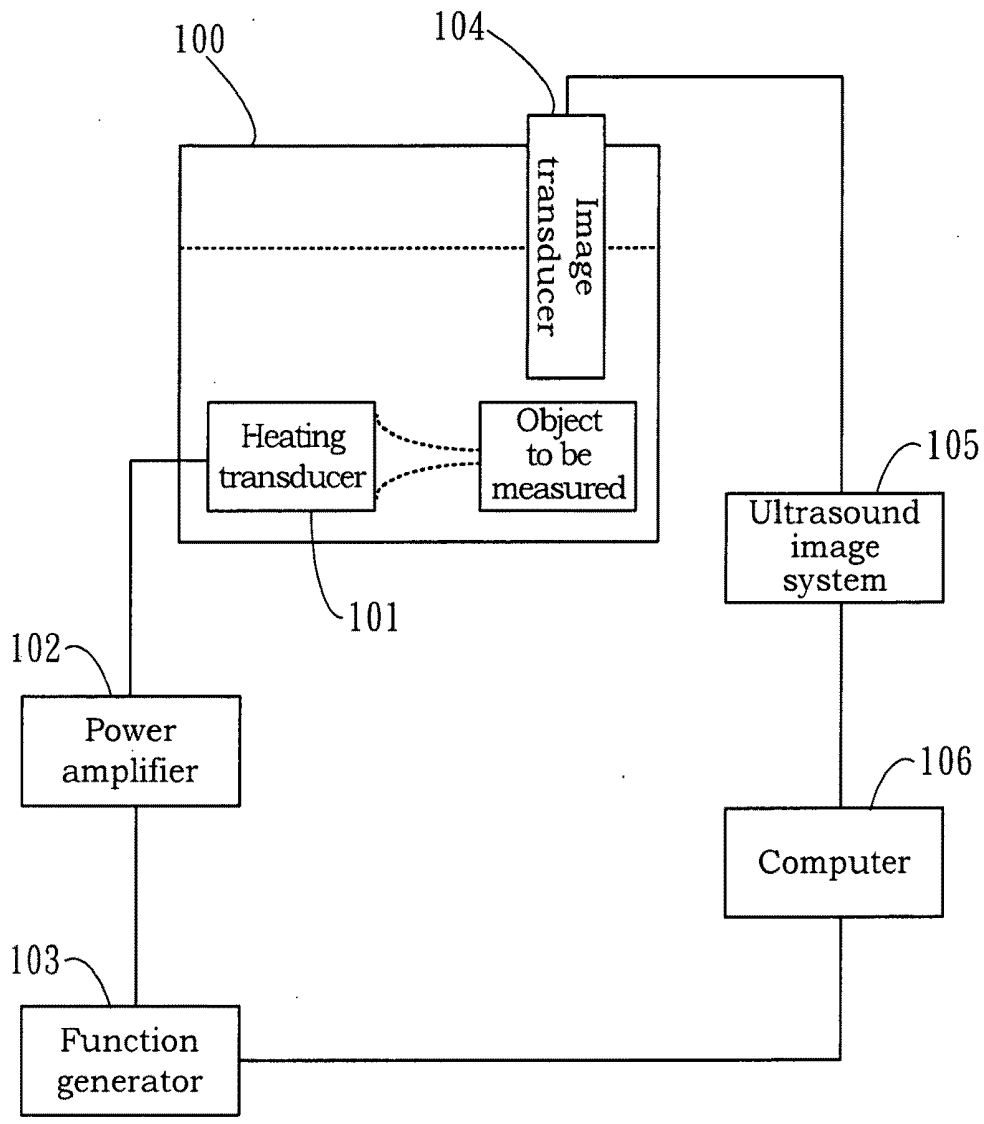 100
104
Image
transducer
Heating
transducer
Object
to be
measured
101
105
Ultrasound
image
system
102
Power
amplifier
106
Computer
103
Function
generator